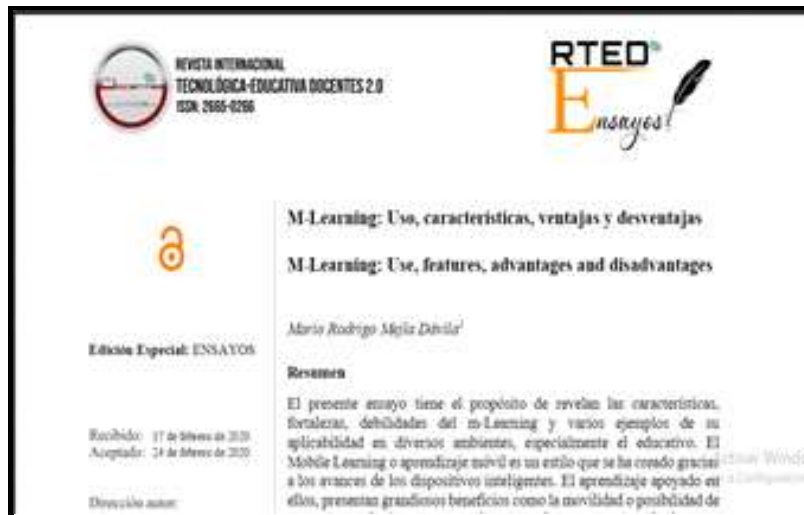 REVISTA INTERNACIONAL
TECNOLÓGICA-EDUCATIVA DOCENTES 2.0
ISSN: 2665-0266
RTED
Ensayos
M-Learning: Uso, características, ventajas y desventajas
M-Learning: Use, features, advantages and disadvantages
Mario Rodrigo Mejía Dávila¹
Edición Especial: ENSAYOS
Resumen
El presente ensayo tiene el propósito de revelan las características,
fortalezas, debilidades del m-Learning y varios ejemplos de su
aplicabilidad en diversos ambientes, especialmente el educativo. El
Mobile Learning o aprendizaje móvil es un estilo que se ha creado gracias
a los avances de los dispositivos inteligentes. El aprendizaje apoyado en
ellos, presentan grandiosos beneficios como la movilidad o posibilidad de
Recibido: 17 de febrero de 2020
Aceptado: 24 de febrero de 2020
Dirección autor: